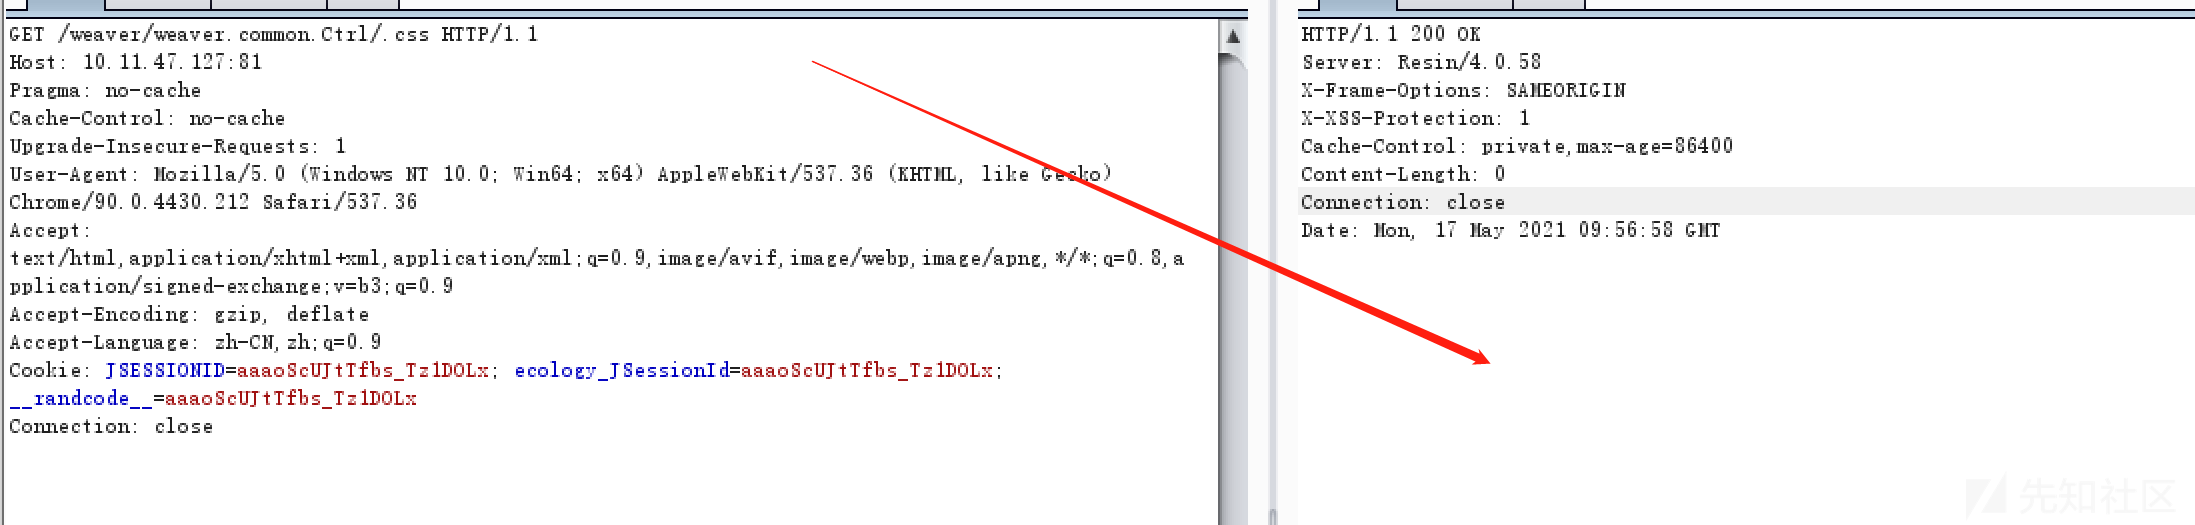 GET /weaver/weaver.common.Ctrl/.css HTTP/1.1
Host: 10.11.47.127:81
Pragma: no-cache
Cache-Control: no-cache
Upgrade-Insecure-Requests: 1
User-Agent: Mozilla/5.0 (Windows NT 10.0; Win64; x64) AppleWebKit/537.36 (KHTML, like Gecko)
Chrome/90.0.4430.212 Safari/537.36
Accept:
text/html,application/xhtml+xml,application/xml;q=0.9,image/avif,image/webp,image/apng,*/*;q=0.8,a
pplication/signed-exchange;v=b3;q=0.9
Accept-Encoding: gzip, deflate
Accept-Language: zh-CN,zh;q=0.9
Cookie: JSESSIONID=aaaoScUJtTfbs_Tz1DOLx; ecology_JSessionId=aaaoScUJtTfbs_Tz1DOLx;
__randcode__=aaaoScUJtTfbs_Tz1DOLx
Connection: close
HTTP/1.1 200 OK
Server: Resin/4.0.58
X-Frame-Options: SAMEORIGIN
X-XSS-Protection: 1
Cache-Control: private,max-age=86400
Content-Length: 0
Connection: close
Date: Mon, 17 May 2021 09:56:58 GMT
先知社区